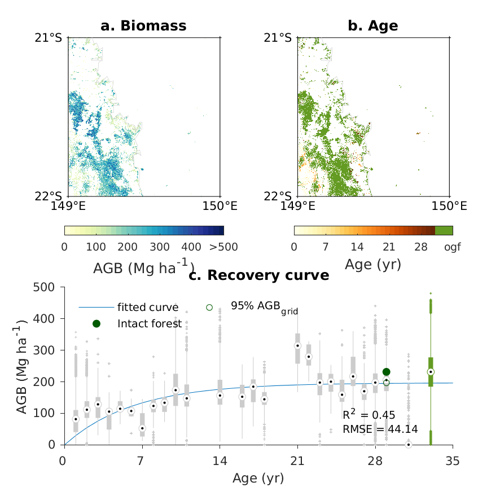 a. Biomass
b. Age
21°S
21°S
22°S
22°S
149°E
150°E
149°E
150°E
0 100 200 300 400 >500
0 7 14 21 28 ogf
AGB (Mg ha⁻¹)
Age (yr)
c. Recovery curve
500
400
300
200
100
0
AGB (Mg ha⁻¹)
fitted curve
95% AGB_grid
Intact forest
R² = 0.45
RMSE = 44.14
0 7 14 21 28 35
Age (yr)